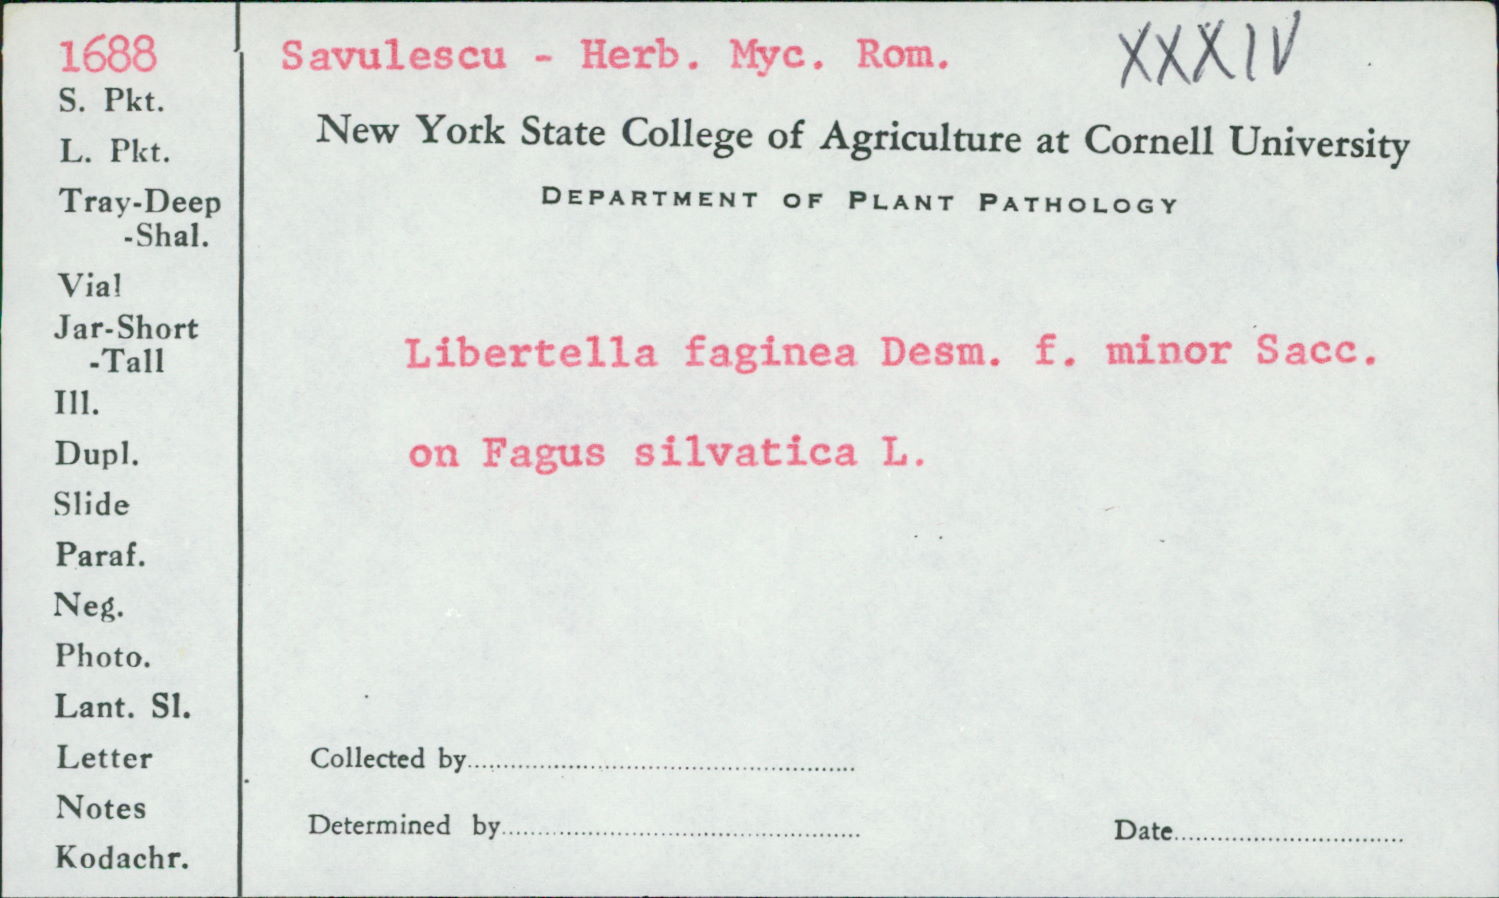 1688
S. Pkt.
L. Pkt.
Tray-Deep
-Shal.
Vial
Jar-Short
-Tall
Ill.
Dupl.
Slide
Paraf.
Neg.
Photo.
Lant. Sl.
Letter
Notes
Kodachr.
Savulescu - Herb. Myc. Rom. XXXIV
New York State College of Agriculture at Cornell University
DEPARTMENT OF PLANT PATHOLOGY
Libertella faginea Desm. f. minor Sacc.
on Fagus silvatica L.
Collected by
Determined by Date